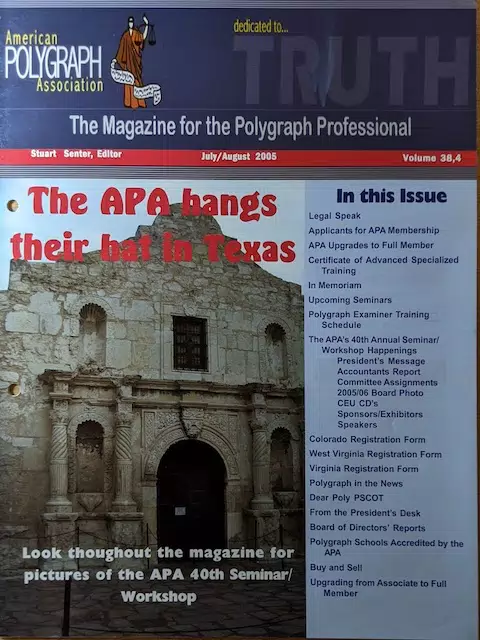 American
POLYGRAPH
Association
dedicated to...
TRUTH
The Magazine for the Polygraph Professional
Stuart Senter, Editor
July/August 2005
Volume 38,4
The APA hangs
their hat in Texas
In this Issue
Legal Speak
Applicants for APA Membership
APA Upgrades to Full Member
Certificate of Advanced Specialized
Training
In Memoriam
Upcoming Seminars
Polygraph Examiner Training
Schedule
The APA's 40th Annual Seminar/
Workshop Happenings
President's Message
Accountants Report
Committee Assignments
2005/06 Board Photo
CEU CD's
Sponsors/Exhibitors
Speakers
Colorado Registration Form
West Virginia Registration Form
Virginia Registration Form
Polygraph in the News
Dear Poly PSCOT
From the President's Desk
Board of Directors' Reports
Polygraph Schools Accredited by the
APA
Buy and Sell
Upgrading from Associate to Full
Member
Look thoughout the magazine for
pictures of the APA 40th Seminar/
Workshop